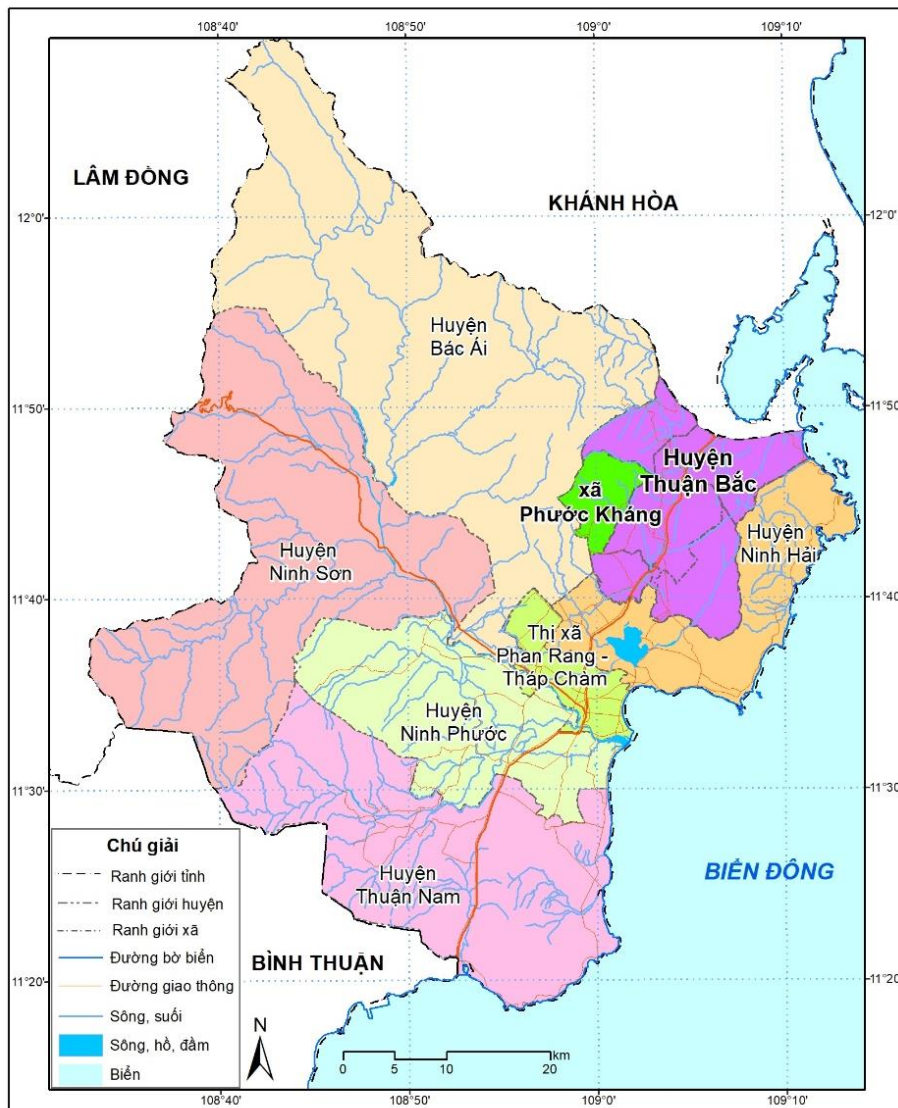 108°40'
108°50'
109°0'
109°10'
LÂM ĐỒNG
KHÁNH HÒA
12°0'
12°0'
Huyện
Bác Ái
11°50'
11°50'
Huyện
Thuận Bắc
xã
Phước Kháng
Huyện
Ninh Hải
Huyện
Ninh Sơn
11°40'
11°40'
Thị xã
Phan Rang -
Tháp Chàm
Huyện
Ninh Phước
11°30'
11°30'
Chú giải
Ranh giới tỉnh
Ranh giới huyện
Ranh giới xã
Đường bờ biển
Đường giao thông
Sông, suối
Sông, hồ, đầm
Biển
Huyện
Thuận Nam
BIỂN ĐÔNG
BÌNH THUẬN
11°20'
11°20'
N
km
0 5 10 20
108°40'
108°50'
109°0'
109°10'